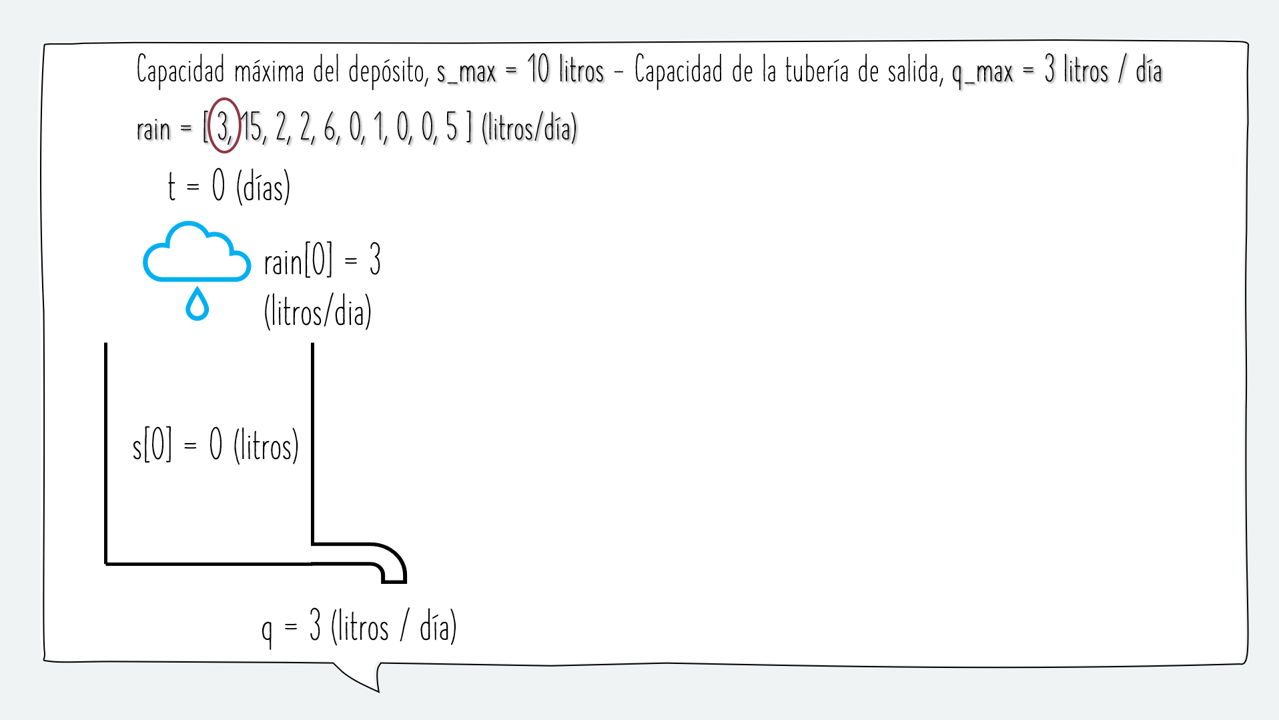 Capacidad máxima del depósito, s_max = 10 litros – Capacidad de la tubería de salida, q_max = 3 litros / día
rain = [ 3, 15, 2, 2, 6, 0, 1, 0, 0, 5 ] (litros/día)
t = 0 (días)
rain[0] = 3
(litros/dia)
s[0] = 0 (litros)
q = 3 (litros / día)